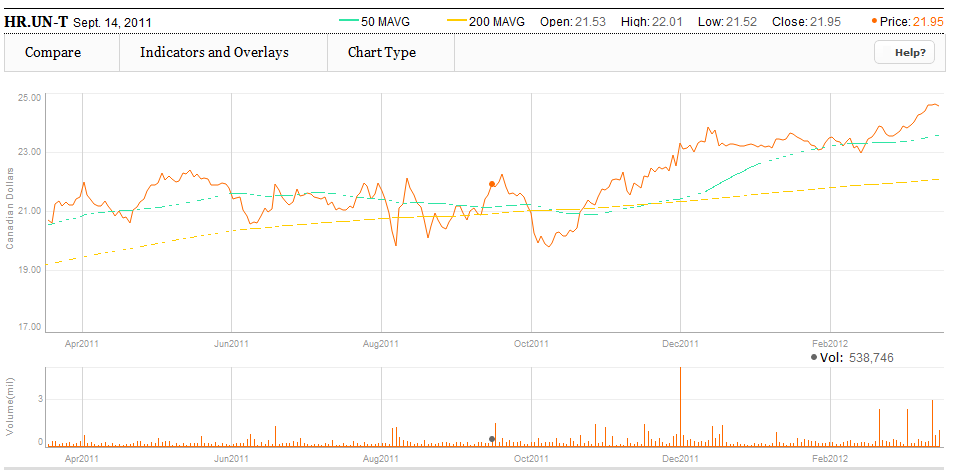 HR.UN-T Sept. 14, 2011 50 MAVG 200 MAVG Open: 21.53 High: 22.01 Low: 21.52 Close: 21.95 Price: 21.95
Compare Indicators and Overlays Chart Type Help?
25.00
23.00
21.00
19.00
17.00
Canadian Dollars
Apr2011 Jun2011 Aug2011 Oct2011 Dec2011 Feb2012
Vol: 538,746
3
0
Volume(mil)
Apr2011 Jun2011 Aug2011 Oct2011 Dec2011 Feb2012